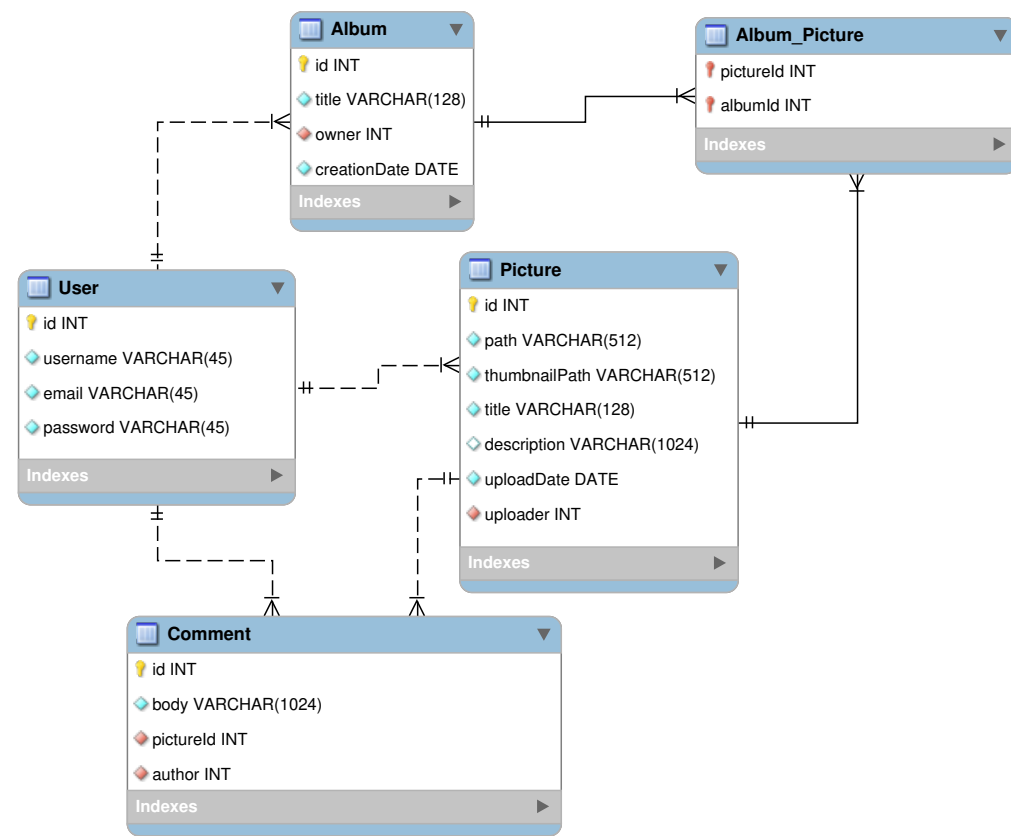 Album
id INT
title VARCHAR(128)
owner INT
creationDate DATE
Indexes
Album_Picture
pictureId INT
albumId INT
Indexes
User
id INT
username VARCHAR(45)
email VARCHAR(45)
password VARCHAR(45)
Indexes
Picture
id INT
path VARCHAR(512)
thumbnailPath VARCHAR(512)
title VARCHAR(128)
description VARCHAR(1024)
uploadDate DATE
uploader INT
Indexes
Comment
id INT
body VARCHAR(1024)
pictureId INT
author INT
Indexes